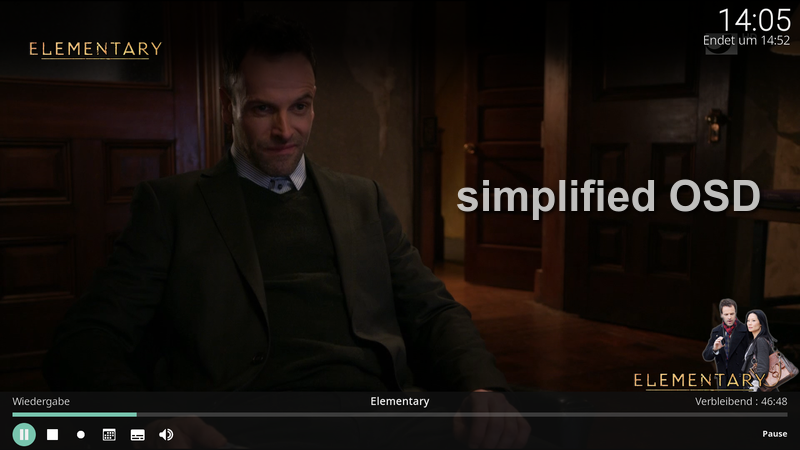 14:05
Endet um 14:52
ELEMENTARY
simplified OSD
ELEMENTARY
Wiedergabe
Elementary
Verbleibend : 46:48
Pause